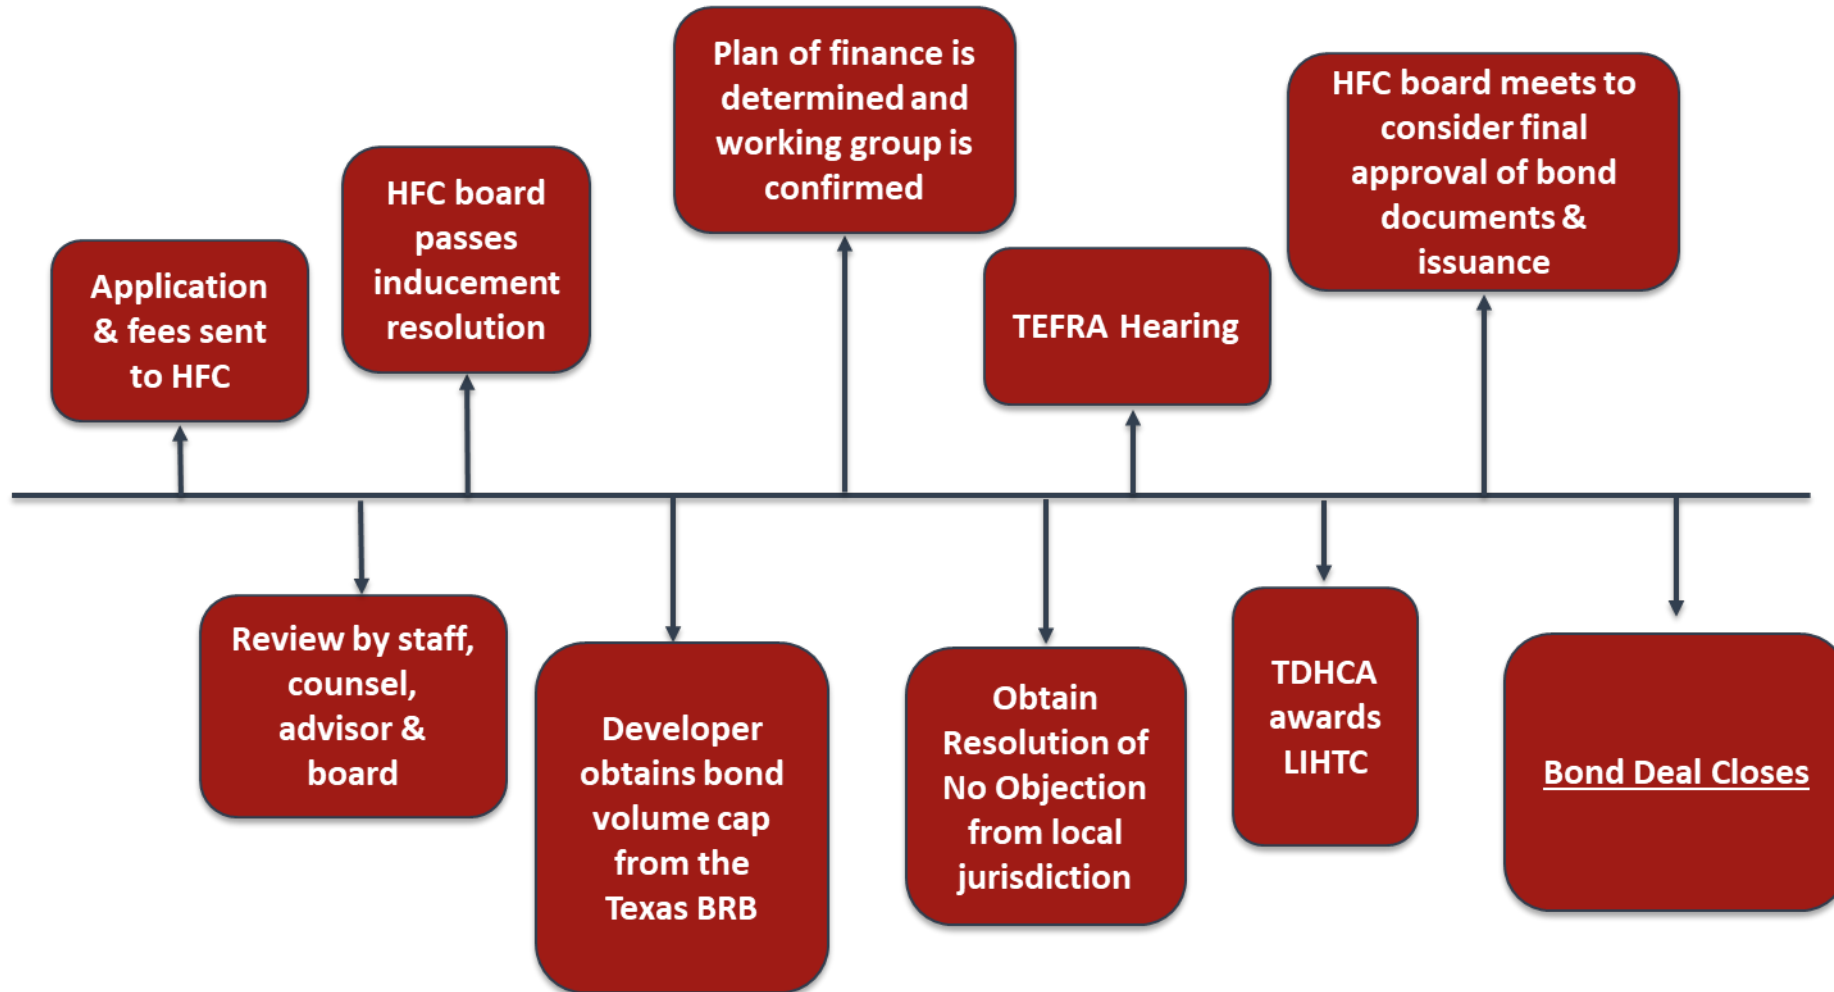 Application
& fees sent
to HFC
Review by staff,
counsel,
advisor &
board
HFC board
passes
inducement
resolution
Developer
obtains bond
volume cap
from the
Texas BRB
Plan of finance is
determined and
working group is
confirmed
Obtain
Resolution of
No Objection
from local
jurisdiction
TEFRA Hearing
TDHCA
awards
LIHTC
HFC board meets to
consider final
approval of bond
documents &
issuance
Bond Deal Closes